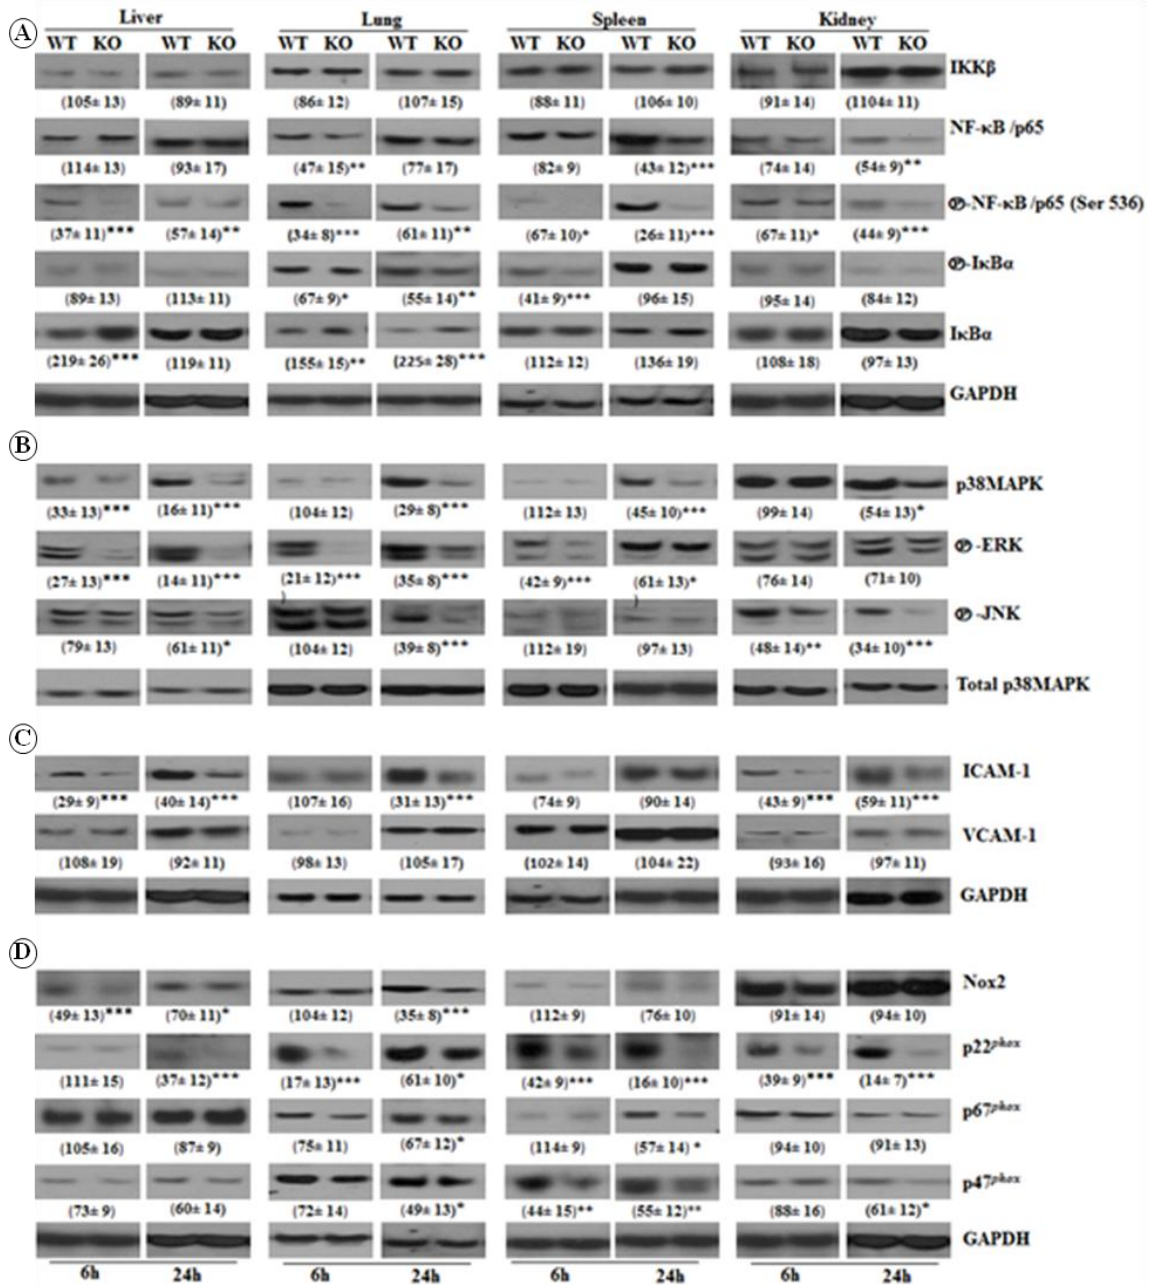 A
Liver Lung Spleen Kidney
WT KO WT KO WT KO WT KO WT KO WT KO WT KO WT KO
IKKβ
(105± 13) (89± 11) (86± 12) (107± 15) (88± 11) (106± 10) (91± 14) (1104± 11)
NF-κB /p65
(114± 13) (93± 17) (47± 15)** (77± 17) (82± 9) (43± 12)*** (74± 14) (54± 9)**
Ⓟ-NF-κB /p65 (Ser 536)
(37± 11)*** (57± 14)** (34± 8)*** (61± 11)** (67± 10)* (26± 11)*** (67± 11)* (44± 9)***
Ⓟ-IκBα
(89± 13) (113± 11) (67± 9)* (55± 14)** (41± 9)*** (96± 15) (95± 14) (84± 12)
IκBα
(219± 26)*** (119± 11) (155± 15)** (225± 28)*** (112± 12) (136± 19) (108± 18) (97± 13)
GAPDH
B
p38MAPK
(33± 13)*** (16± 11)*** (104± 12) (29± 8)*** (112± 13) (45± 10)*** (99± 14) (54± 13)*
Ⓟ-ERK
(27± 13)*** (14± 11)*** (21± 12)*** (35± 8)*** (42± 9)*** (61± 13)* (76± 14) (71± 10)
Ⓟ-JNK
(79± 13) (61± 11)* (104± 12) (39± 8)*** (112± 19) (97± 13) (48± 14)** (34± 10)***
Total p38MAPK
C
ICAM-1
(29± 9)*** (40± 14)*** (107± 16) (31± 13)*** (74± 9) (90± 14) (43± 9)*** (59± 11)***
VCAM-1
(108± 19) (92± 11) (98± 13) (105± 17) (102± 14) (104± 22) (93± 16) (97± 11)
GAPDH
D
Nox2
(49± 13)*** (70± 11)* (104± 12) (35± 8)*** (112± 9) (76± 10) (91± 14) (94± 10)
p22phox
(111± 15) (37± 12)*** (17± 13)*** (61± 10)* (42± 9)*** (16± 10)*** (39± 9)*** (14± 7)***
p67phox
(105± 16) (87± 9) (75± 11) (67± 12)* (114± 9) (57± 14) * (94± 10) (91± 13)
p47phox
(73± 9) (60± 14) (72± 14) (49± 13)* (44± 15)** (55± 12)** (88± 16) (61± 12)*
GAPDH
6h 24h 6h 24h 6h 24h 6h 24h